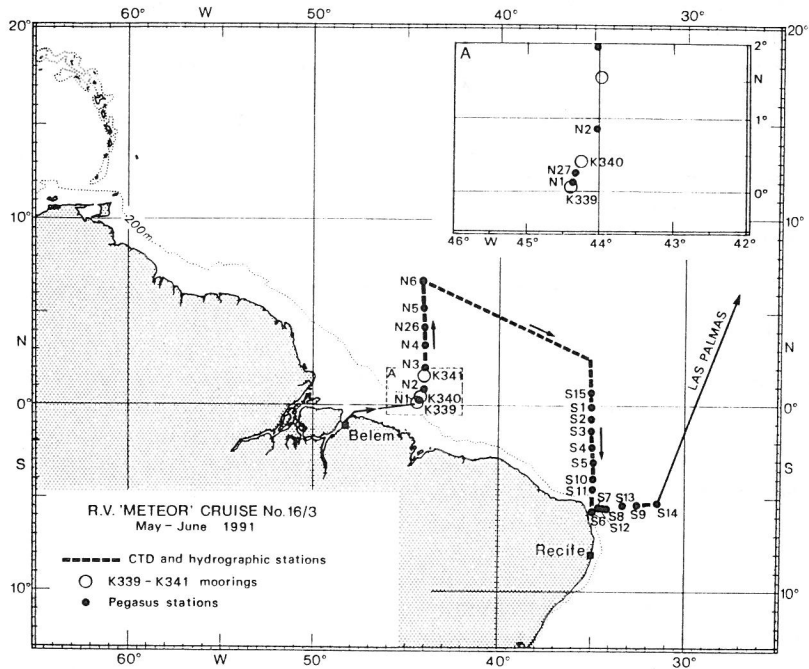 60° W 50° 40° 30°
20° 20°
A
2°
N
N2
1°
K340
N27
N1
K339
0°
46° W 45° 44° 43° 42°
10° 10°
200m
N6
N5
N26
N4
N3
A
K341
N2
N1
K340
K339
N N
0° 0°
Belem
LAS PALMAS
S15
S1
S2
S3
S4
S5
S10
S11
S7 S13
S6 S8 S9 S14
S12
S S
Recife
R.V. 'METEOR' CRUISE No. 16/3
May - June 1991
CTD and hydrographic stations
K339 - K341 moorings
Pegasus stations
10° 10°
60° W 50° 40° 30°